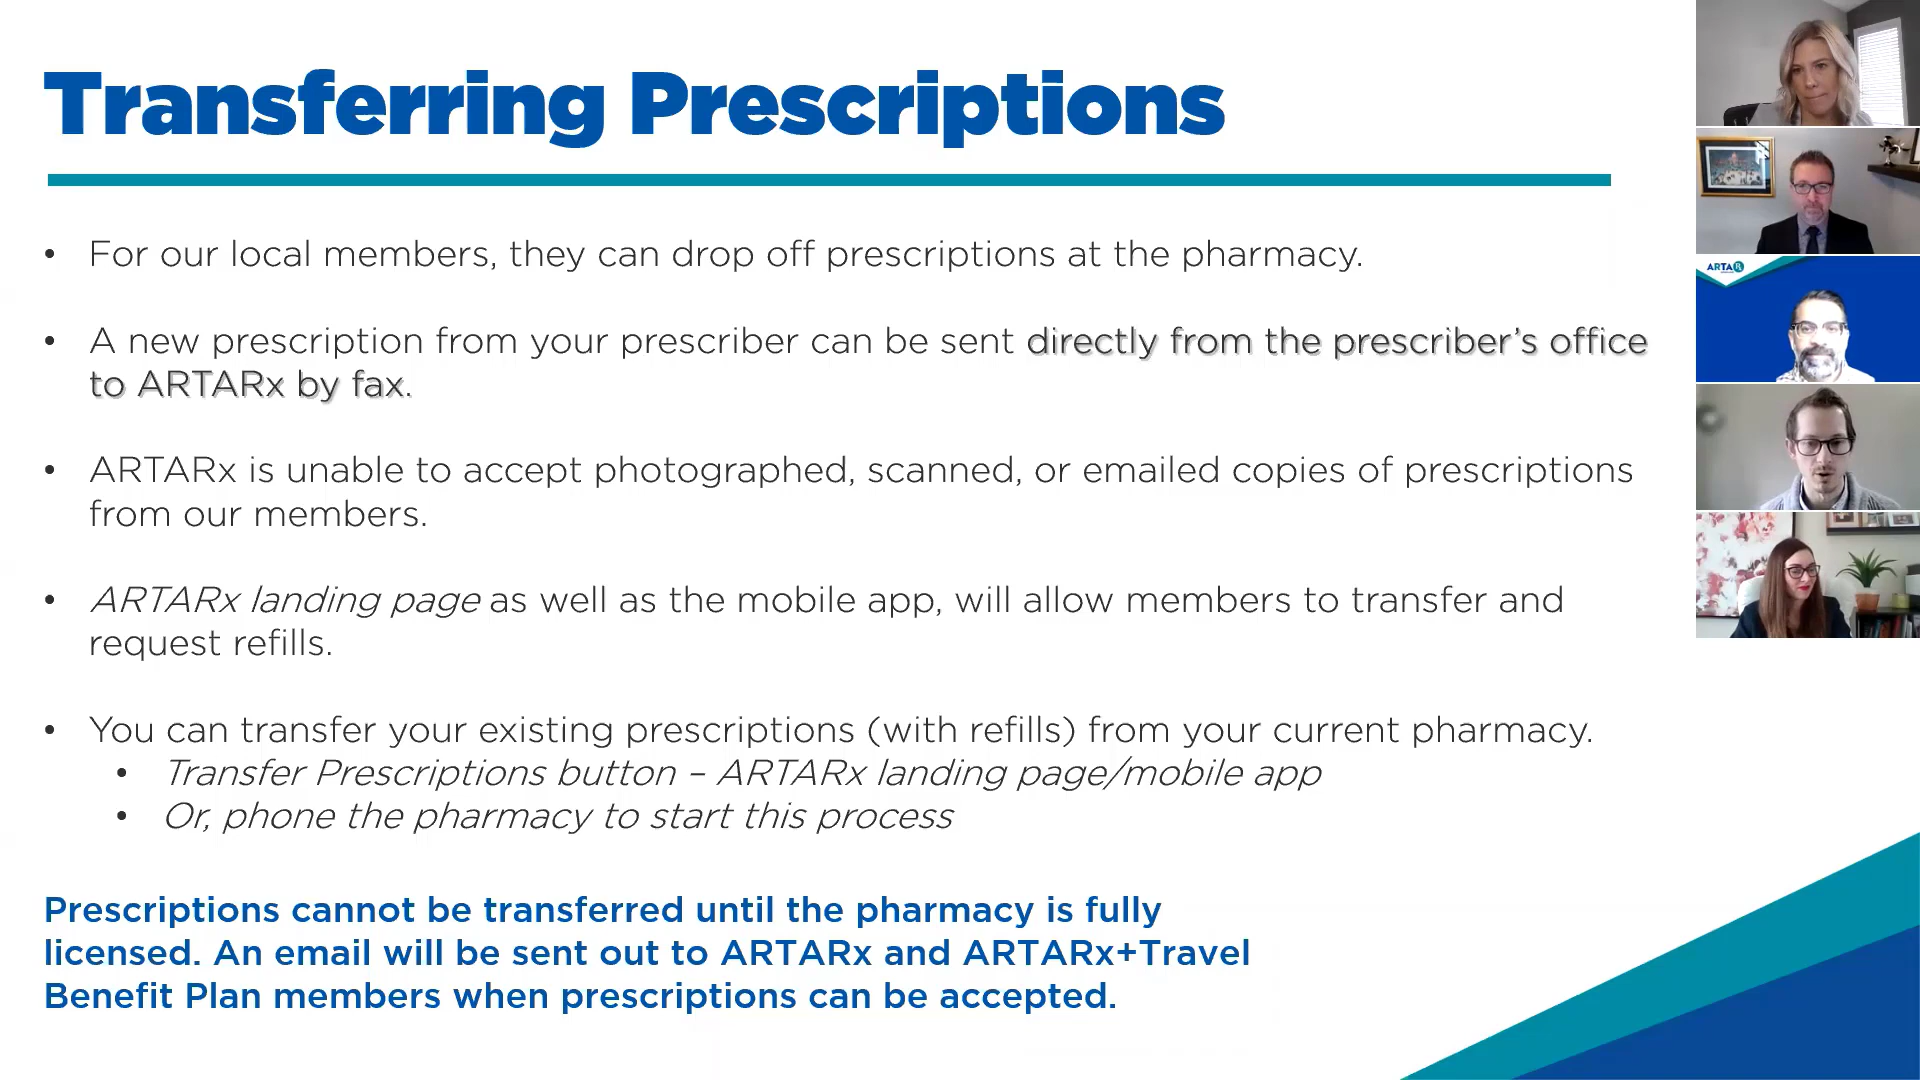 Transferring Prescriptions
• For our local members, they can drop off prescriptions at the pharmacy.
• A new prescription from your prescriber can be sent directly from the prescriber’s office
to ARTARx by fax.
• ARTARx is unable to accept photographed, scanned, or emailed copies of prescriptions
from our members.
• ARTARx landing page as well as the mobile app, will allow members to transfer and
request refills.
• You can transfer your existing prescriptions (with refills) from your current pharmacy.
• Transfer Prescriptions button – ARTARx landing page/mobile app
• Or, phone the pharmacy to start this process
Prescriptions cannot be transferred until the pharmacy is fully
licensed. An email will be sent out to ARTARx and ARTARx+Travel
Benefit Plan members when prescriptions can be accepted.
ARTARx